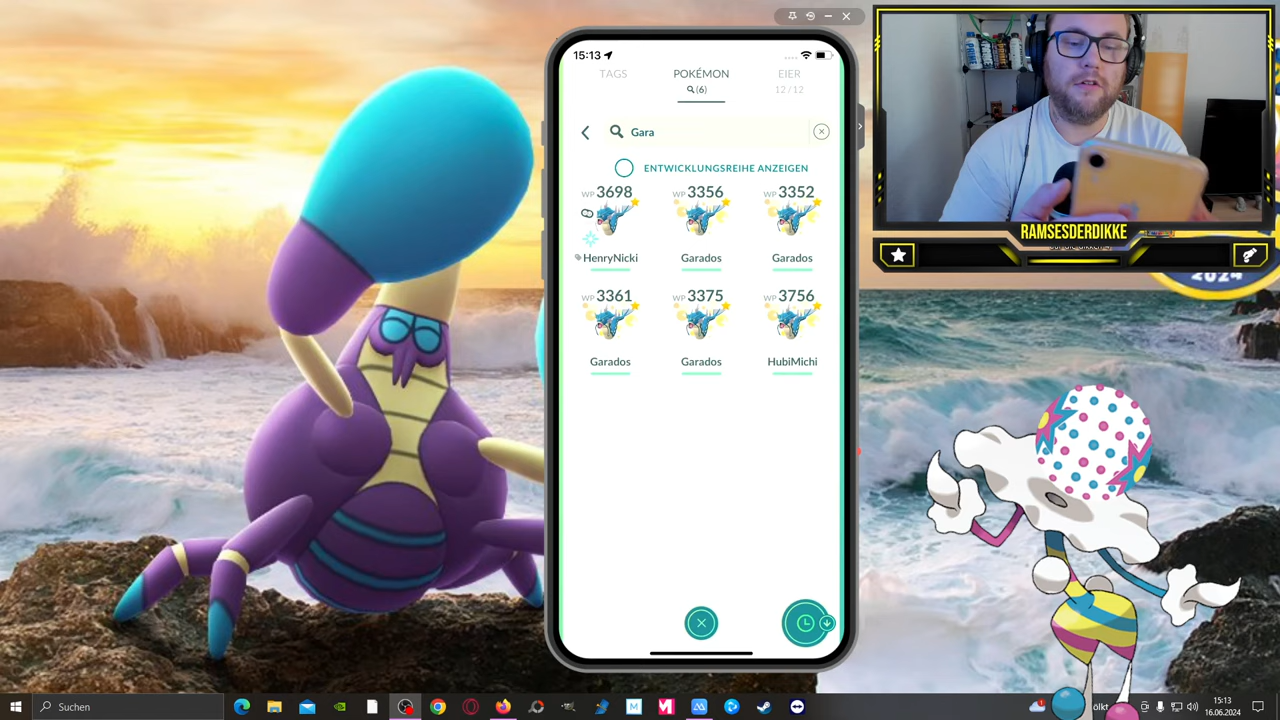 15:13
TAGS
POKÉMON
EIER
(6)
12 / 12
Gara
ENTWICKLUNGSREIHE ANZEIGEN
WP 3698
WP 3356
WP 3352
HenryNicki
Garados
Garados
WP 3361
WP 3375
WP 3756
Garados
Garados
HubiMichi
RAMSESDERDIKKE
2024
Suchen
15:13
16.06.2024